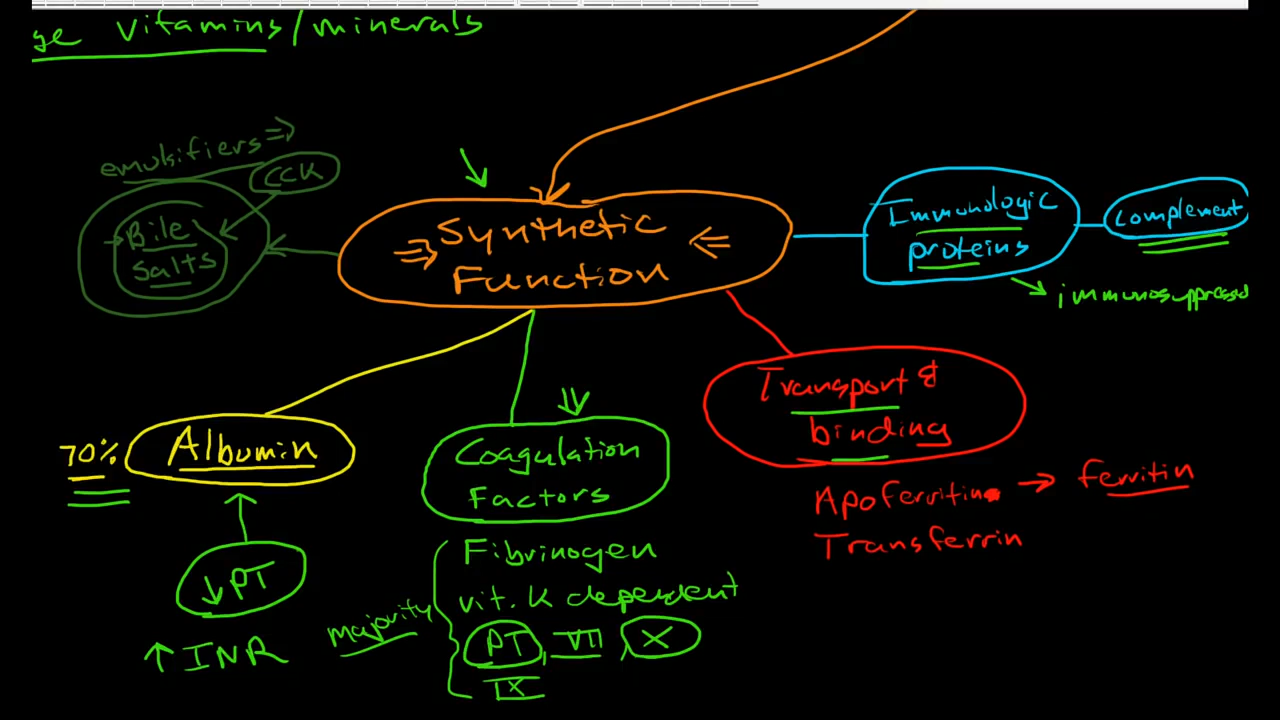 ge vitamins/minerals
emulsifiers ⇒
CCK
→Bile
salts
⇒ Synthetic ⇐
Function
Immunologic
proteins
complement
immunosuppressed
Transport &
binding
Apoferritin → ferritin
Transferrin
70% Albumin
↓PT
↑ INR
Coagulation
Factors
majority
Fibrinogen
vit. K dependent
PT, VII, X
IX